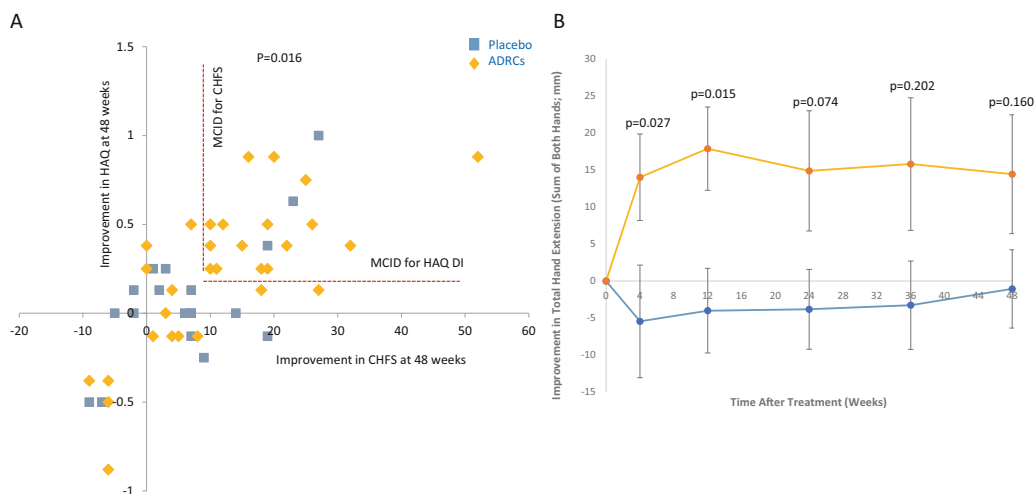 A
Placebo
ADRCs
P=0.016
MCID for CHFS
MCID for HAQ DI
Improvement in HAQ at 48 weeks
Improvement in CHFS at 48 weeks
1.5
1
0.5
0
-0.5
-1
-20
-10
0
10
20
30
40
50
60
B
Improvement in Total Hand Extension (Sum of Both Hands; mm)
30
25
20
15
10
5
0
-5
-10
-15
p=0.027
p=0.015
p=0.074
p=0.202
p=0.160
0
4
8
12
16
20
24
28
32
36
40
44
48
Time After Treatment (Weeks)